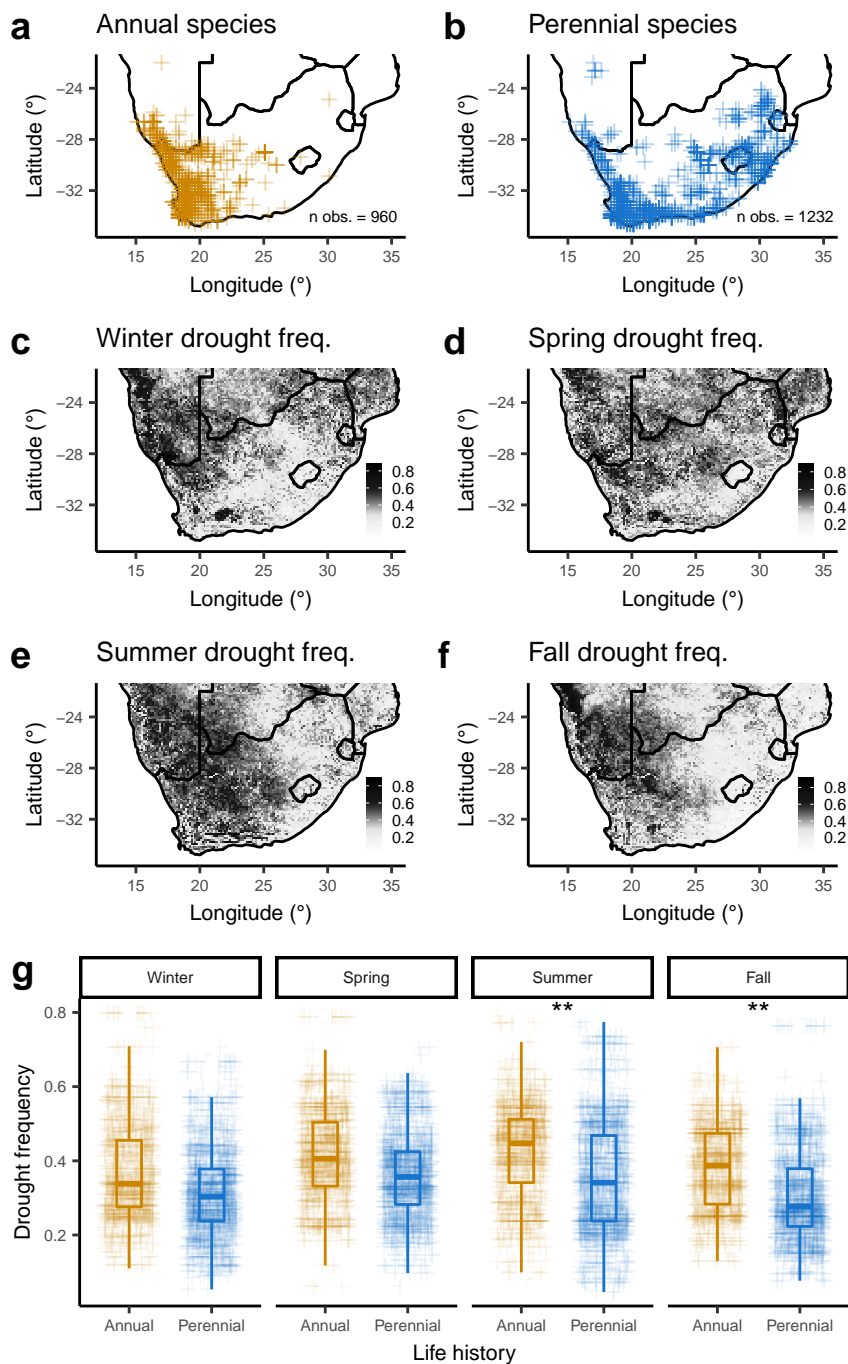 a Annual species
b Perennial species
Latitude (°)
−24
−28
−32
n obs. = 960
15 20 25 30 35
Longitude (°)
Latitude (°)
−24
−28
−32
n obs. = 1232
15 20 25 30 35
Longitude (°)
c Winter drought freq.
d Spring drought freq.
Latitude (°)
−24
−28
−32
0.8
0.6
0.4
0.2
15 20 25 30 35
Longitude (°)
Latitude (°)
−24
−28
−32
0.8
0.6
0.4
0.2
15 20 25 30 35
Longitude (°)
e Summer drought freq.
f Fall drought freq.
Latitude (°)
−24
−28
−32
0.8
0.6
0.4
0.2
15 20 25 30 35
Longitude (°)
Latitude (°)
−24
−28
−32
0.8
0.6
0.4
0.2
15 20 25 30 35
Longitude (°)
g
Winter Spring Summer Fall
** **
Drought frequency
0.8
0.6
0.4
0.2
Annual Perennial Annual Perennial Annual Perennial Annual Perennial
Life history